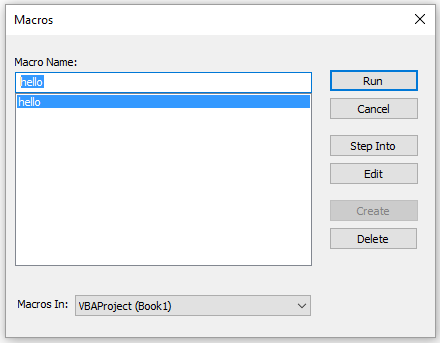 Macros
Macro Name:
hello
hello
Run
Cancel
Step Into
Edit
Create
Delete
Macros In:
VBAProject (Book1)